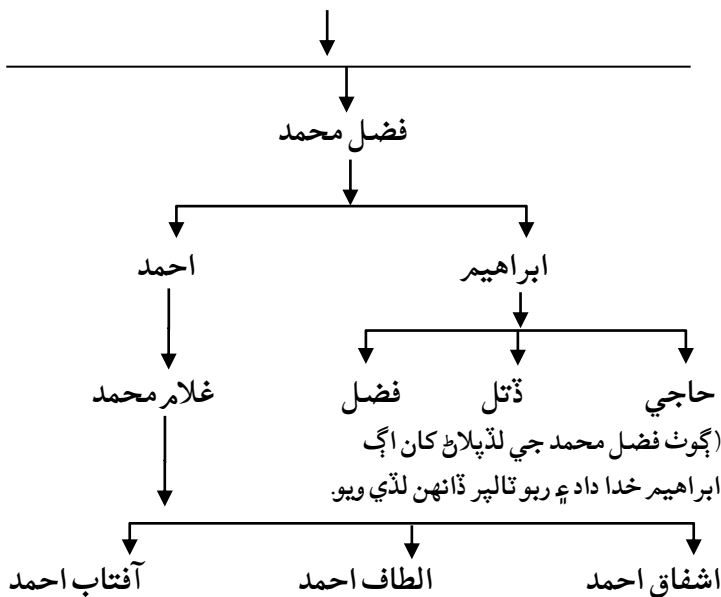 فضل محمد
ابراهيم احمد
حاجي ڏتل فضل غلام محمد
(ڳوٺ فضل محمد جي لڏپلاڻ کان اڳ
ابراهيم خدا داد ۽ ربو ٽالپر ڏانهن لڏي ويو.
اشفاق احمد الطاف احمد آفتاب احمد